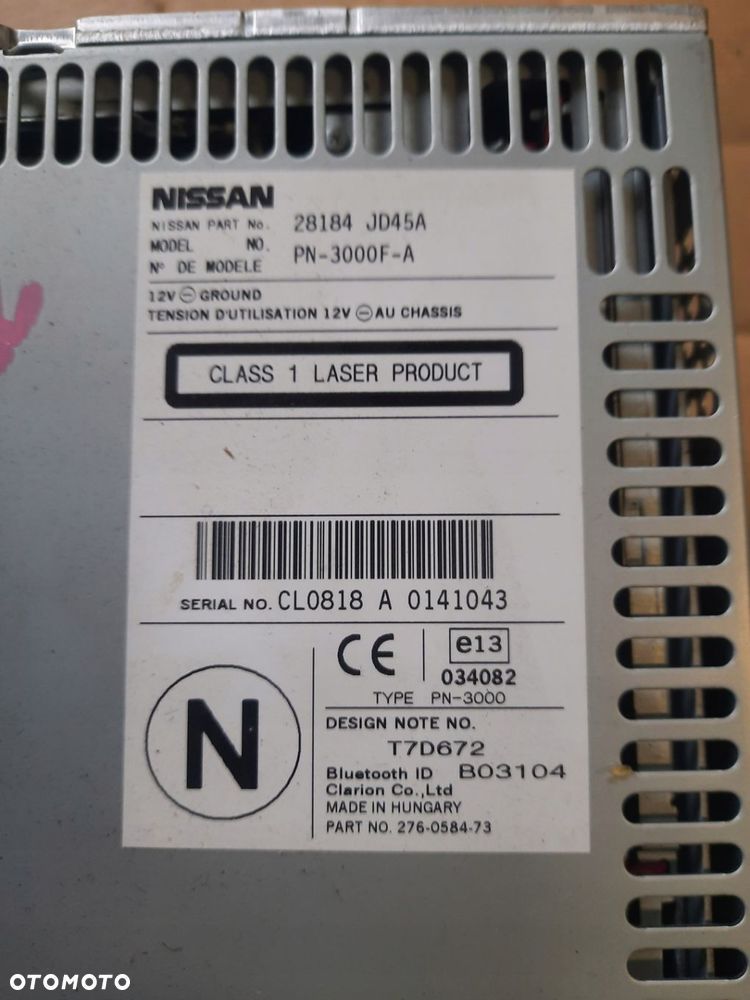 NISSAN
NISSAN PART No. 28184 JD45A
MODEL NO. PN-3000F-A
N° DE MODELE
12V ⊖ GROUND
TENSION D'UTILISATION 12V ⊖ AU CHASSIS
CLASS 1 LASER PRODUCT
SERIAL NO. CL0818 A 0141043
N
CE e13
034082
TYPE PN-3000
DESIGN NOTE NO.
T7D672
Bluetooth ID B03104
Clarion Co.,Ltd
MADE IN HUNGARY
PART NO. 276-0584-73
OTOMOTO